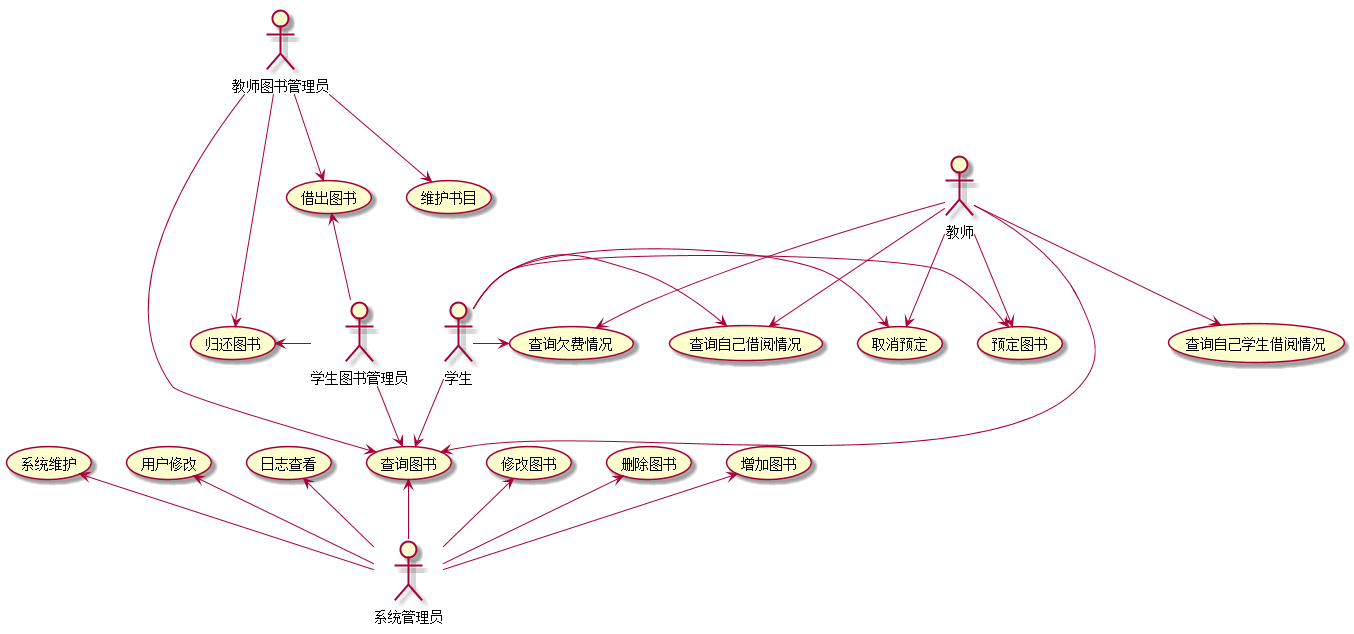 教师图书管理员
借出图书
维护书目
教师
归还图书
学生图书管理员
学生
查询欠费情况
查询自己借阅情况
取消预定
预定图书
查询自己学生借阅情况
系统维护
用户修改
日志查看
查询图书
修改图书
删除图书
增加图书
系统管理员